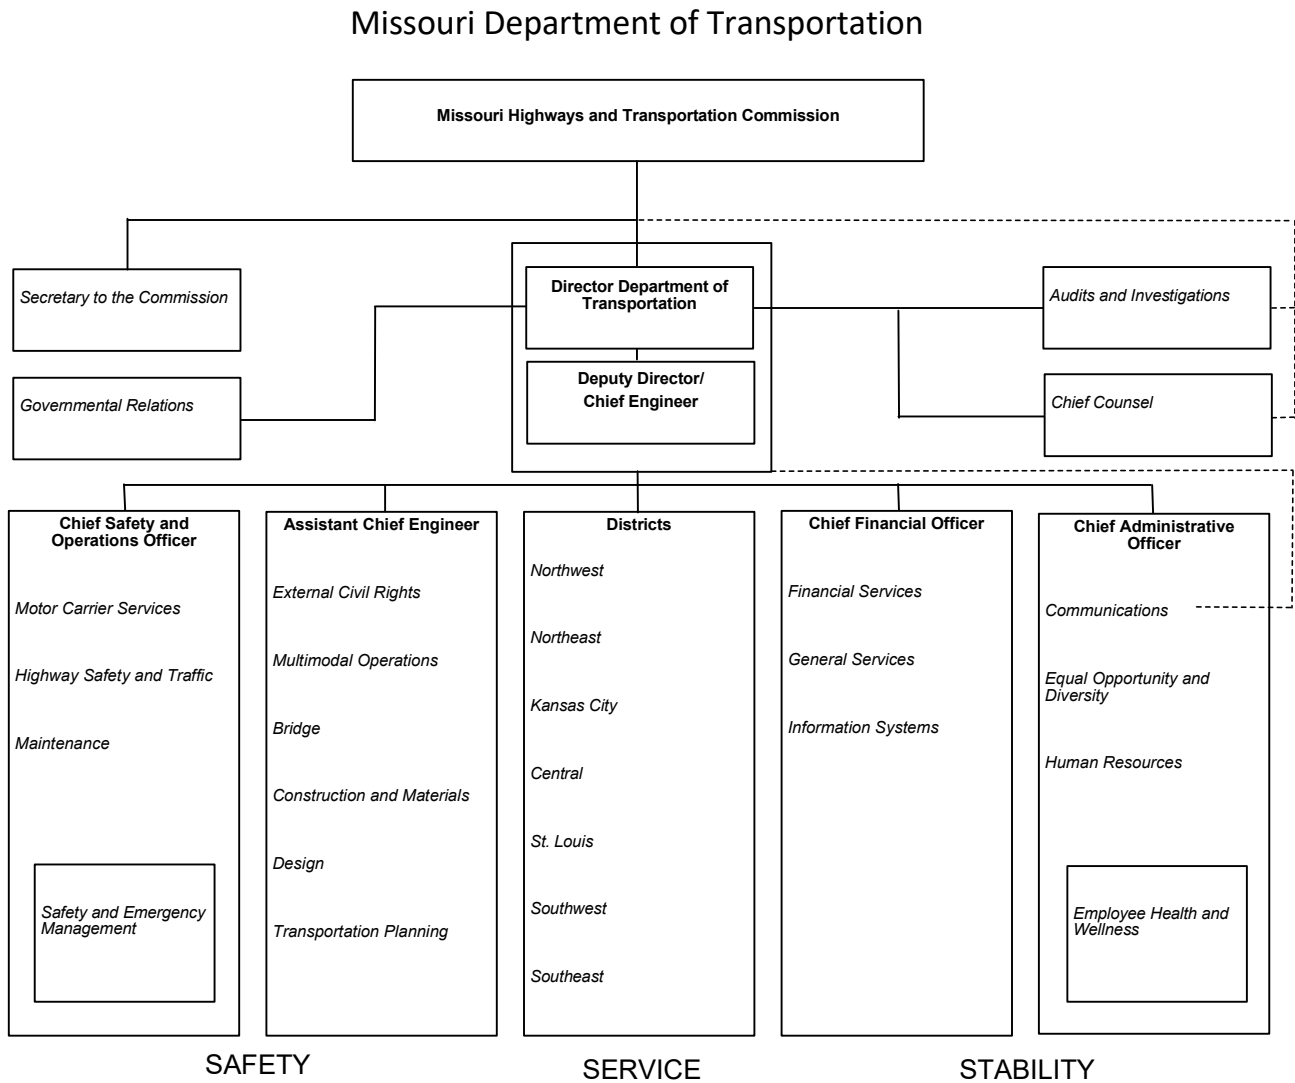 Missouri Department of Transportation
Missouri Highways and Transportation Commission
Secretary to the Commission
Director Department of
Transportation
Audits and Investigations
Governmental Relations
Deputy Director/
Chief Engineer
Chief Counsel
Chief Safety and
Operations Officer
Motor Carrier Services
Highway Safety and Traffic
Maintenance
Safety and Emergency
Management
Assistant Chief Engineer
External Civil Rights
Multimodal Operations
Bridge
Construction and Materials
Design
Transportation Planning
Districts
Northwest
Northeast
Kansas City
Central
St. Louis
Southwest
Southeast
Chief Financial Officer
Financial Services
General Services
Information Systems
Chief Administrative
Officer
Communications
Equal Opportunity and
Diversity
Human Resources
Employee Health and
Wellness
SAFETY
SERVICE
STABILITY